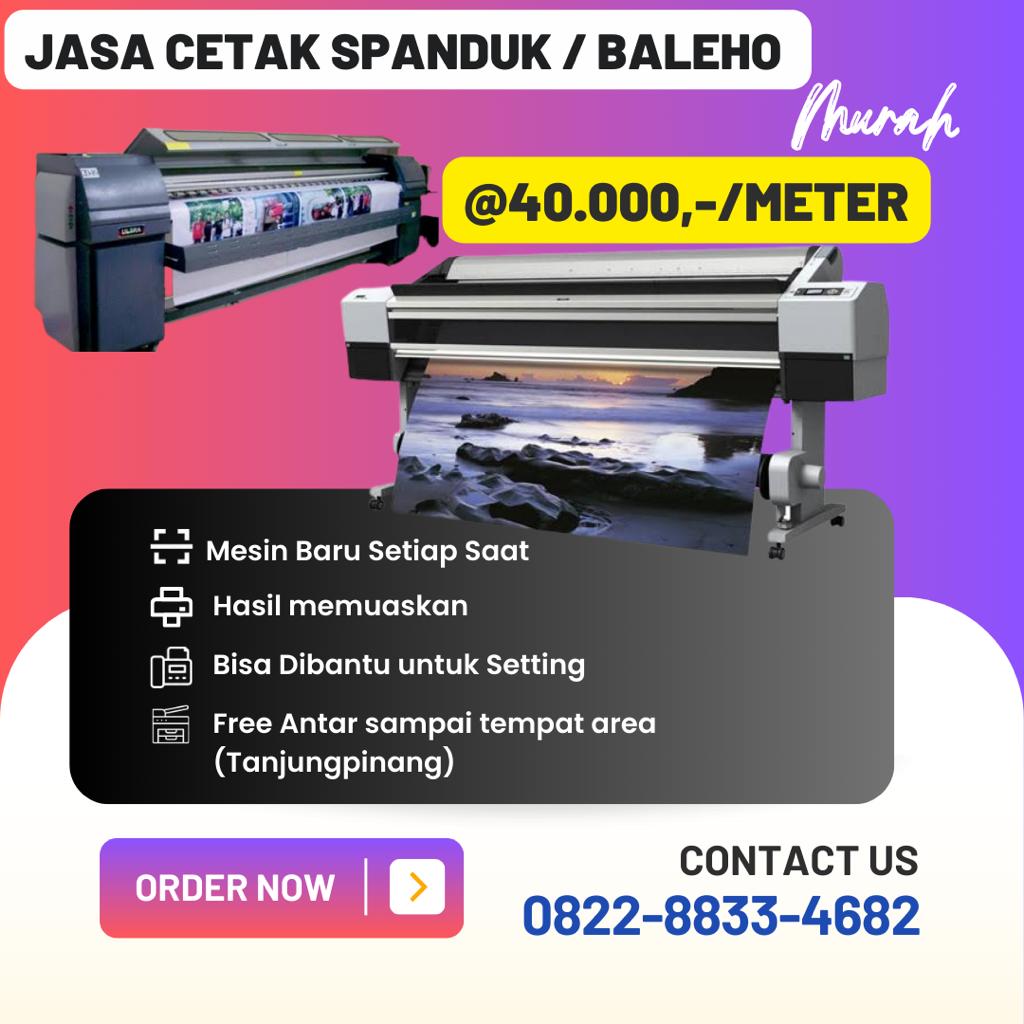 JASA CETAK SPANDUK / BALEHO
Murah
@40.000,-/METER
Mesin Baru Setiap Saat
Hasil memuaskan
Bisa Dibantu untuk Setting
Free Antar sampai tempat area
(Tanjungpinang)
ORDER NOW
CONTACT US
0822-8833-4682